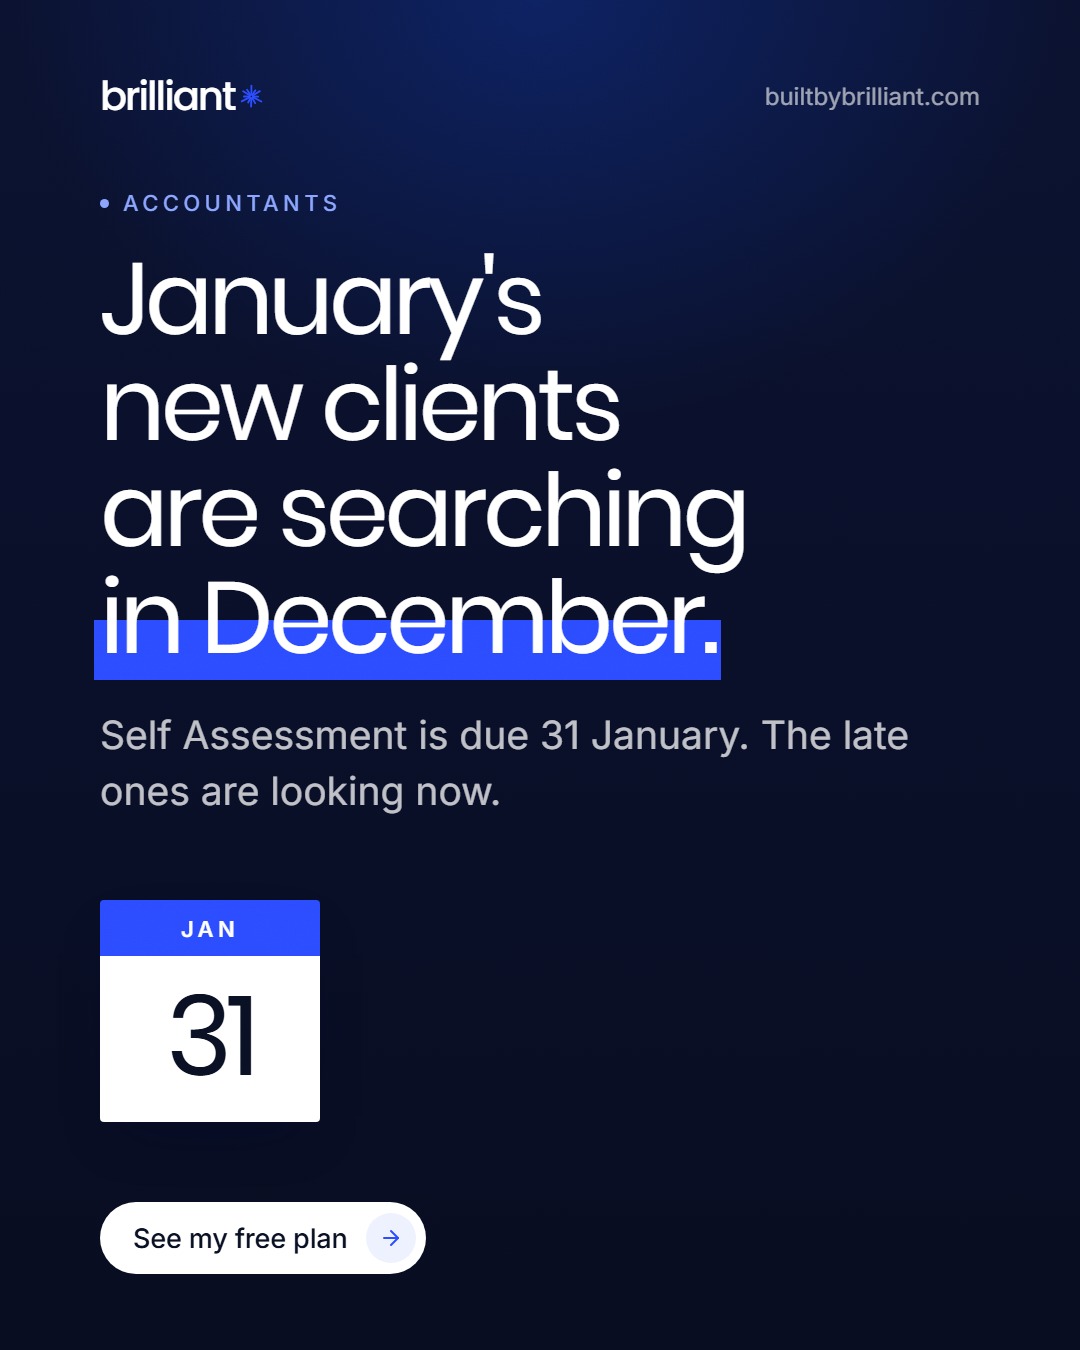 brilliant
builtbybrilliant.com
ACCOUNTANTS
January's
new clients
are searching
in December.
Self Assessment is due 31 January. The late
ones are looking now.
JAN
31
See my free plan